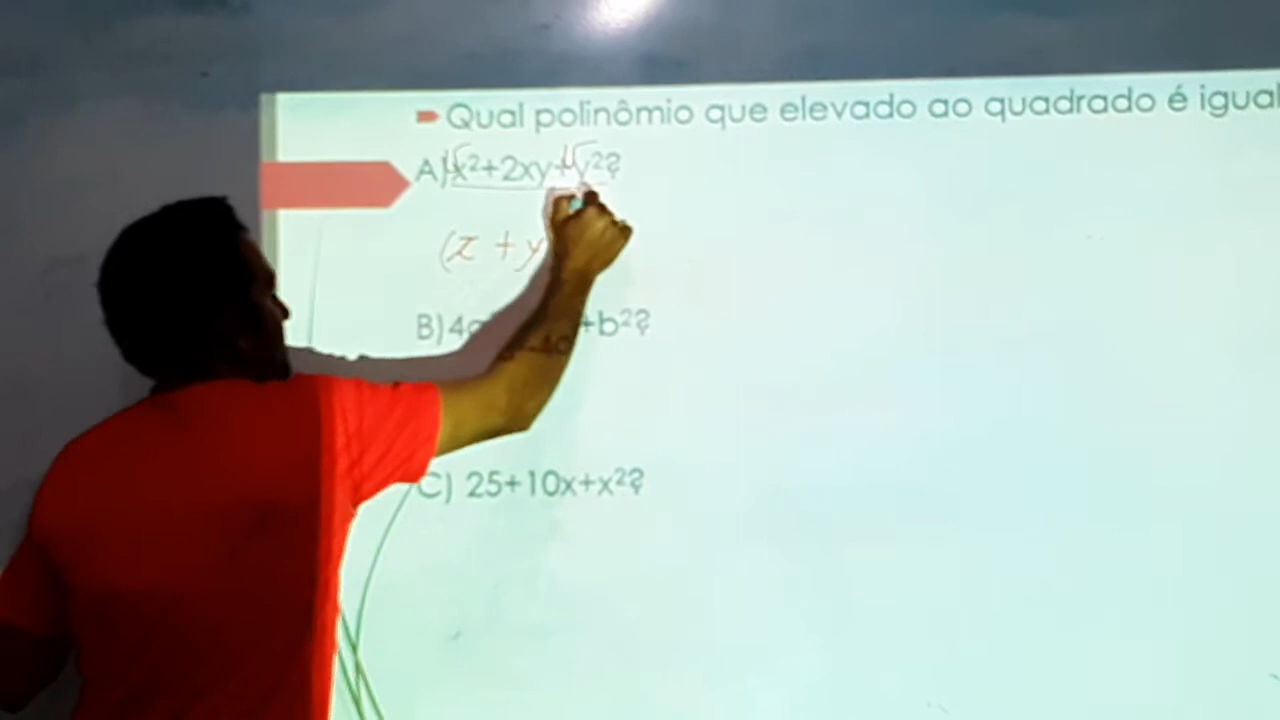 Qual polinômio que elevado ao quadrado é igual
A) x²+2xy+y²?
(x + y
B) 4a +b²?
C) 25+10x+x²?